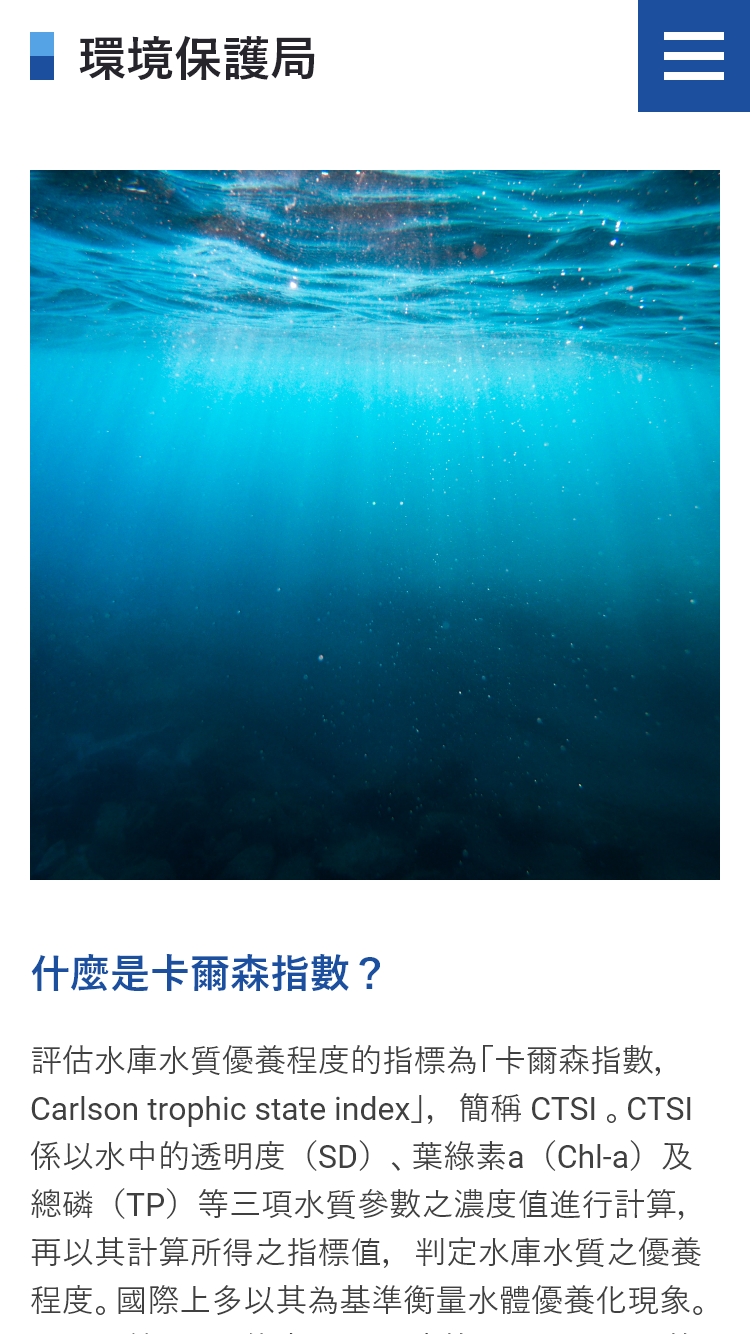 環境保護局
什麼是卡爾森指數？
評估水庫水質優養程度的指標為「卡爾森指數，
Carlson trophic state index」， 簡稱 CTSI 。CTSI
係以水中的透明度（SD）、葉綠素a（Chl-a）及
總磷（TP）等三項水質參數之濃度值進行計算，
再以其計算所得之指標值， 判定水庫水質之優養
程度。國際上多以其為基準衡量水體優養化現象。